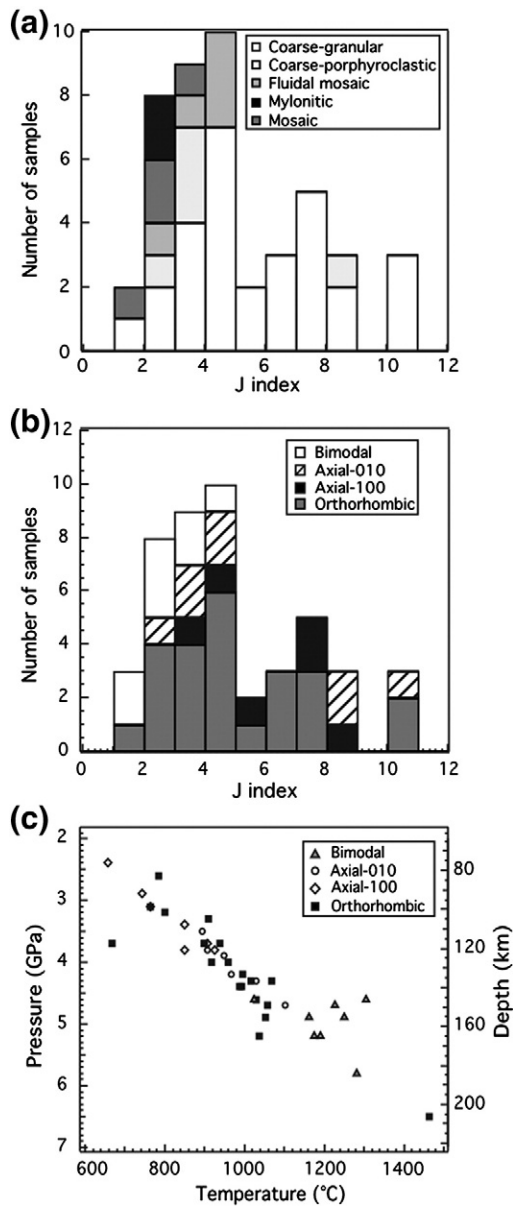 (a)
Number of samples
10
8
6
4
2
0
Coarse-granular
Coarse-porphyroclastic
Fluidal mosaic
Mylonitic
Mosaic
0 2 4 6 8 10 12
J index
(b)
Number of samples
12
10
8
6
4
2
0
Bimodal
Axial-010
Axial-100
Orthorhombic
0 2 4 6 8 10 12
J index
(c)
Pressure (GPa)
2
3
4
5
6
7
Bimodal
Axial-010
Axial-100
Orthorhombic
80
120
160
200
Depth (km)
600 800 1000 1200 1400
Temperature (°C)